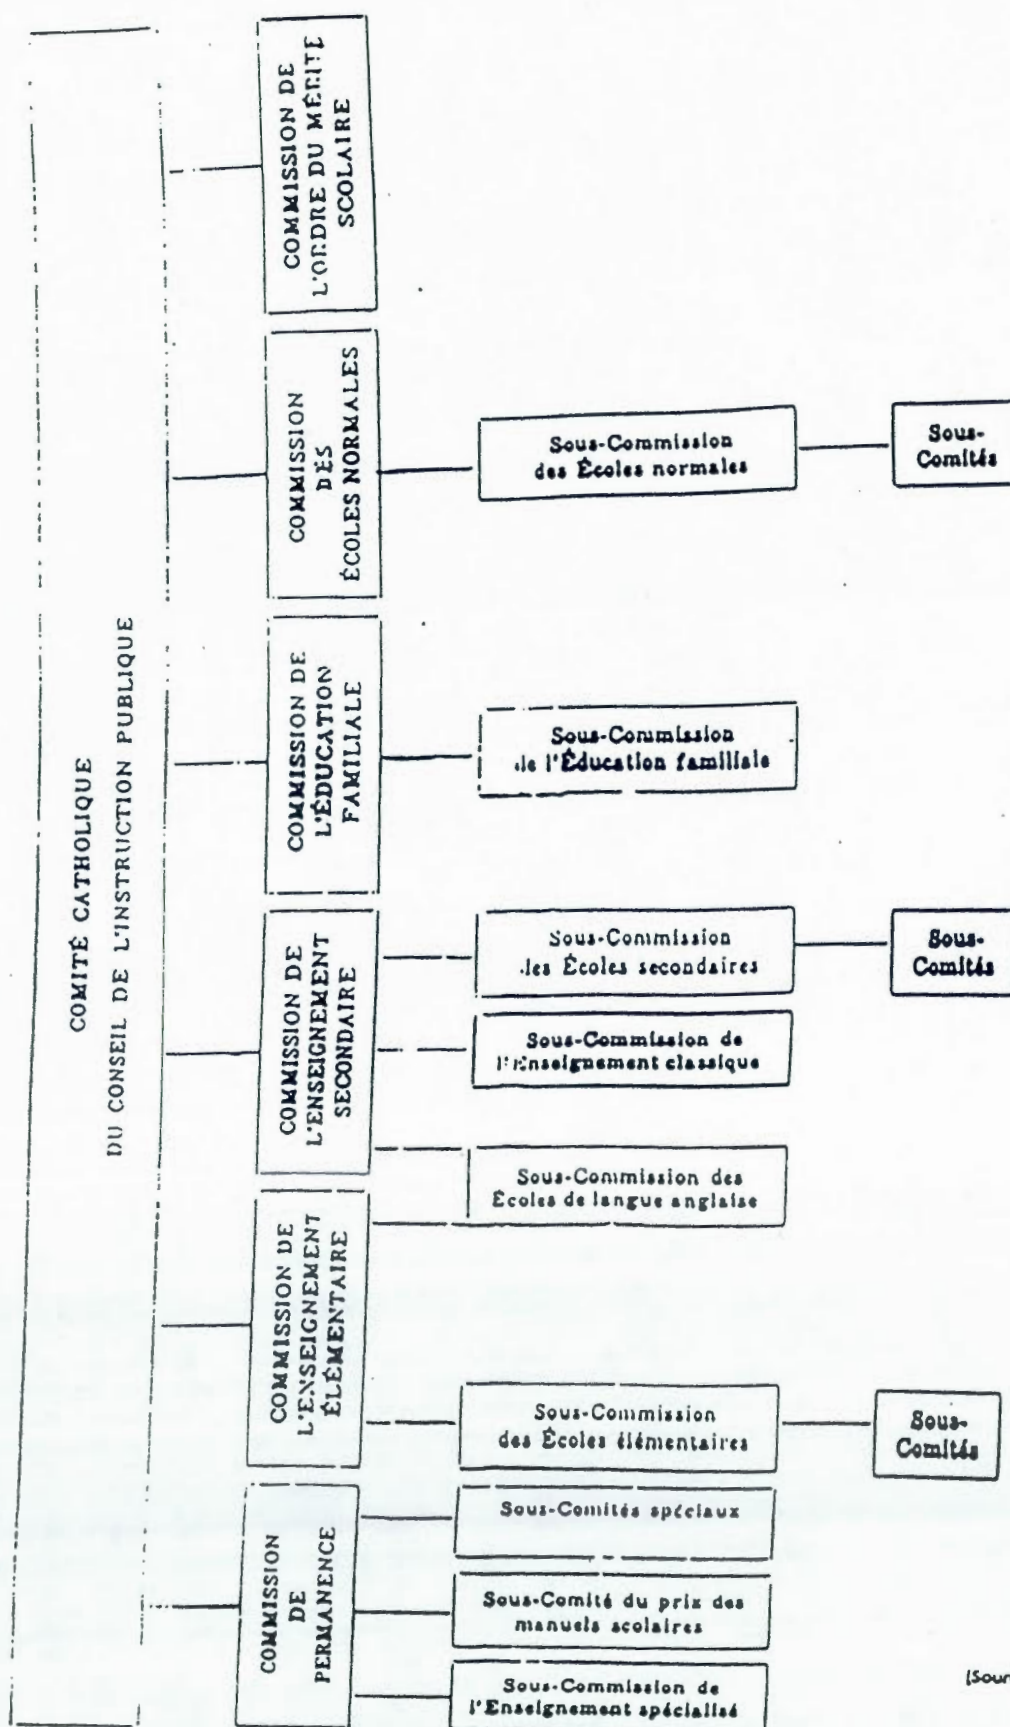 COMITÉ CATHOLIQUE
DU CONSEIL DE L'INSTRUCTION PUBLIQUE
COMMISSION DE
L'ORDRE DU MÉRITE
SCOLAIRE
COMMISSION
DES
ÉCOLES NORMALES
Sous-Commission
des Écoles normales
Sous-
Comités
COMMISSION DE
L'ÉDUCATION
FAMILIALE
Sous-Commission
de l'Éducation familiale
COMMISSION DE
L'ENSEIGNEMENT
SECONDAIRE
Sous-Commission
des Écoles secondaires
Sous-
Comités
Sous-Commission de
l'Enseignement classique
Sous-Commission des
Écoles de langue anglaise
COMMISSION DE
L'ENSEIGNEMENT
ÉLÉMENTAIRE
Sous-Commission
des Écoles élémentaires
Sous-
Comités
COMMISSION
DE
PERMANENCE
Sous-Comités spéciaux
Sous-Comité du prix des
manuels scolaires
Sous-Commission de
l'Enseignement spécialisé
(Sour